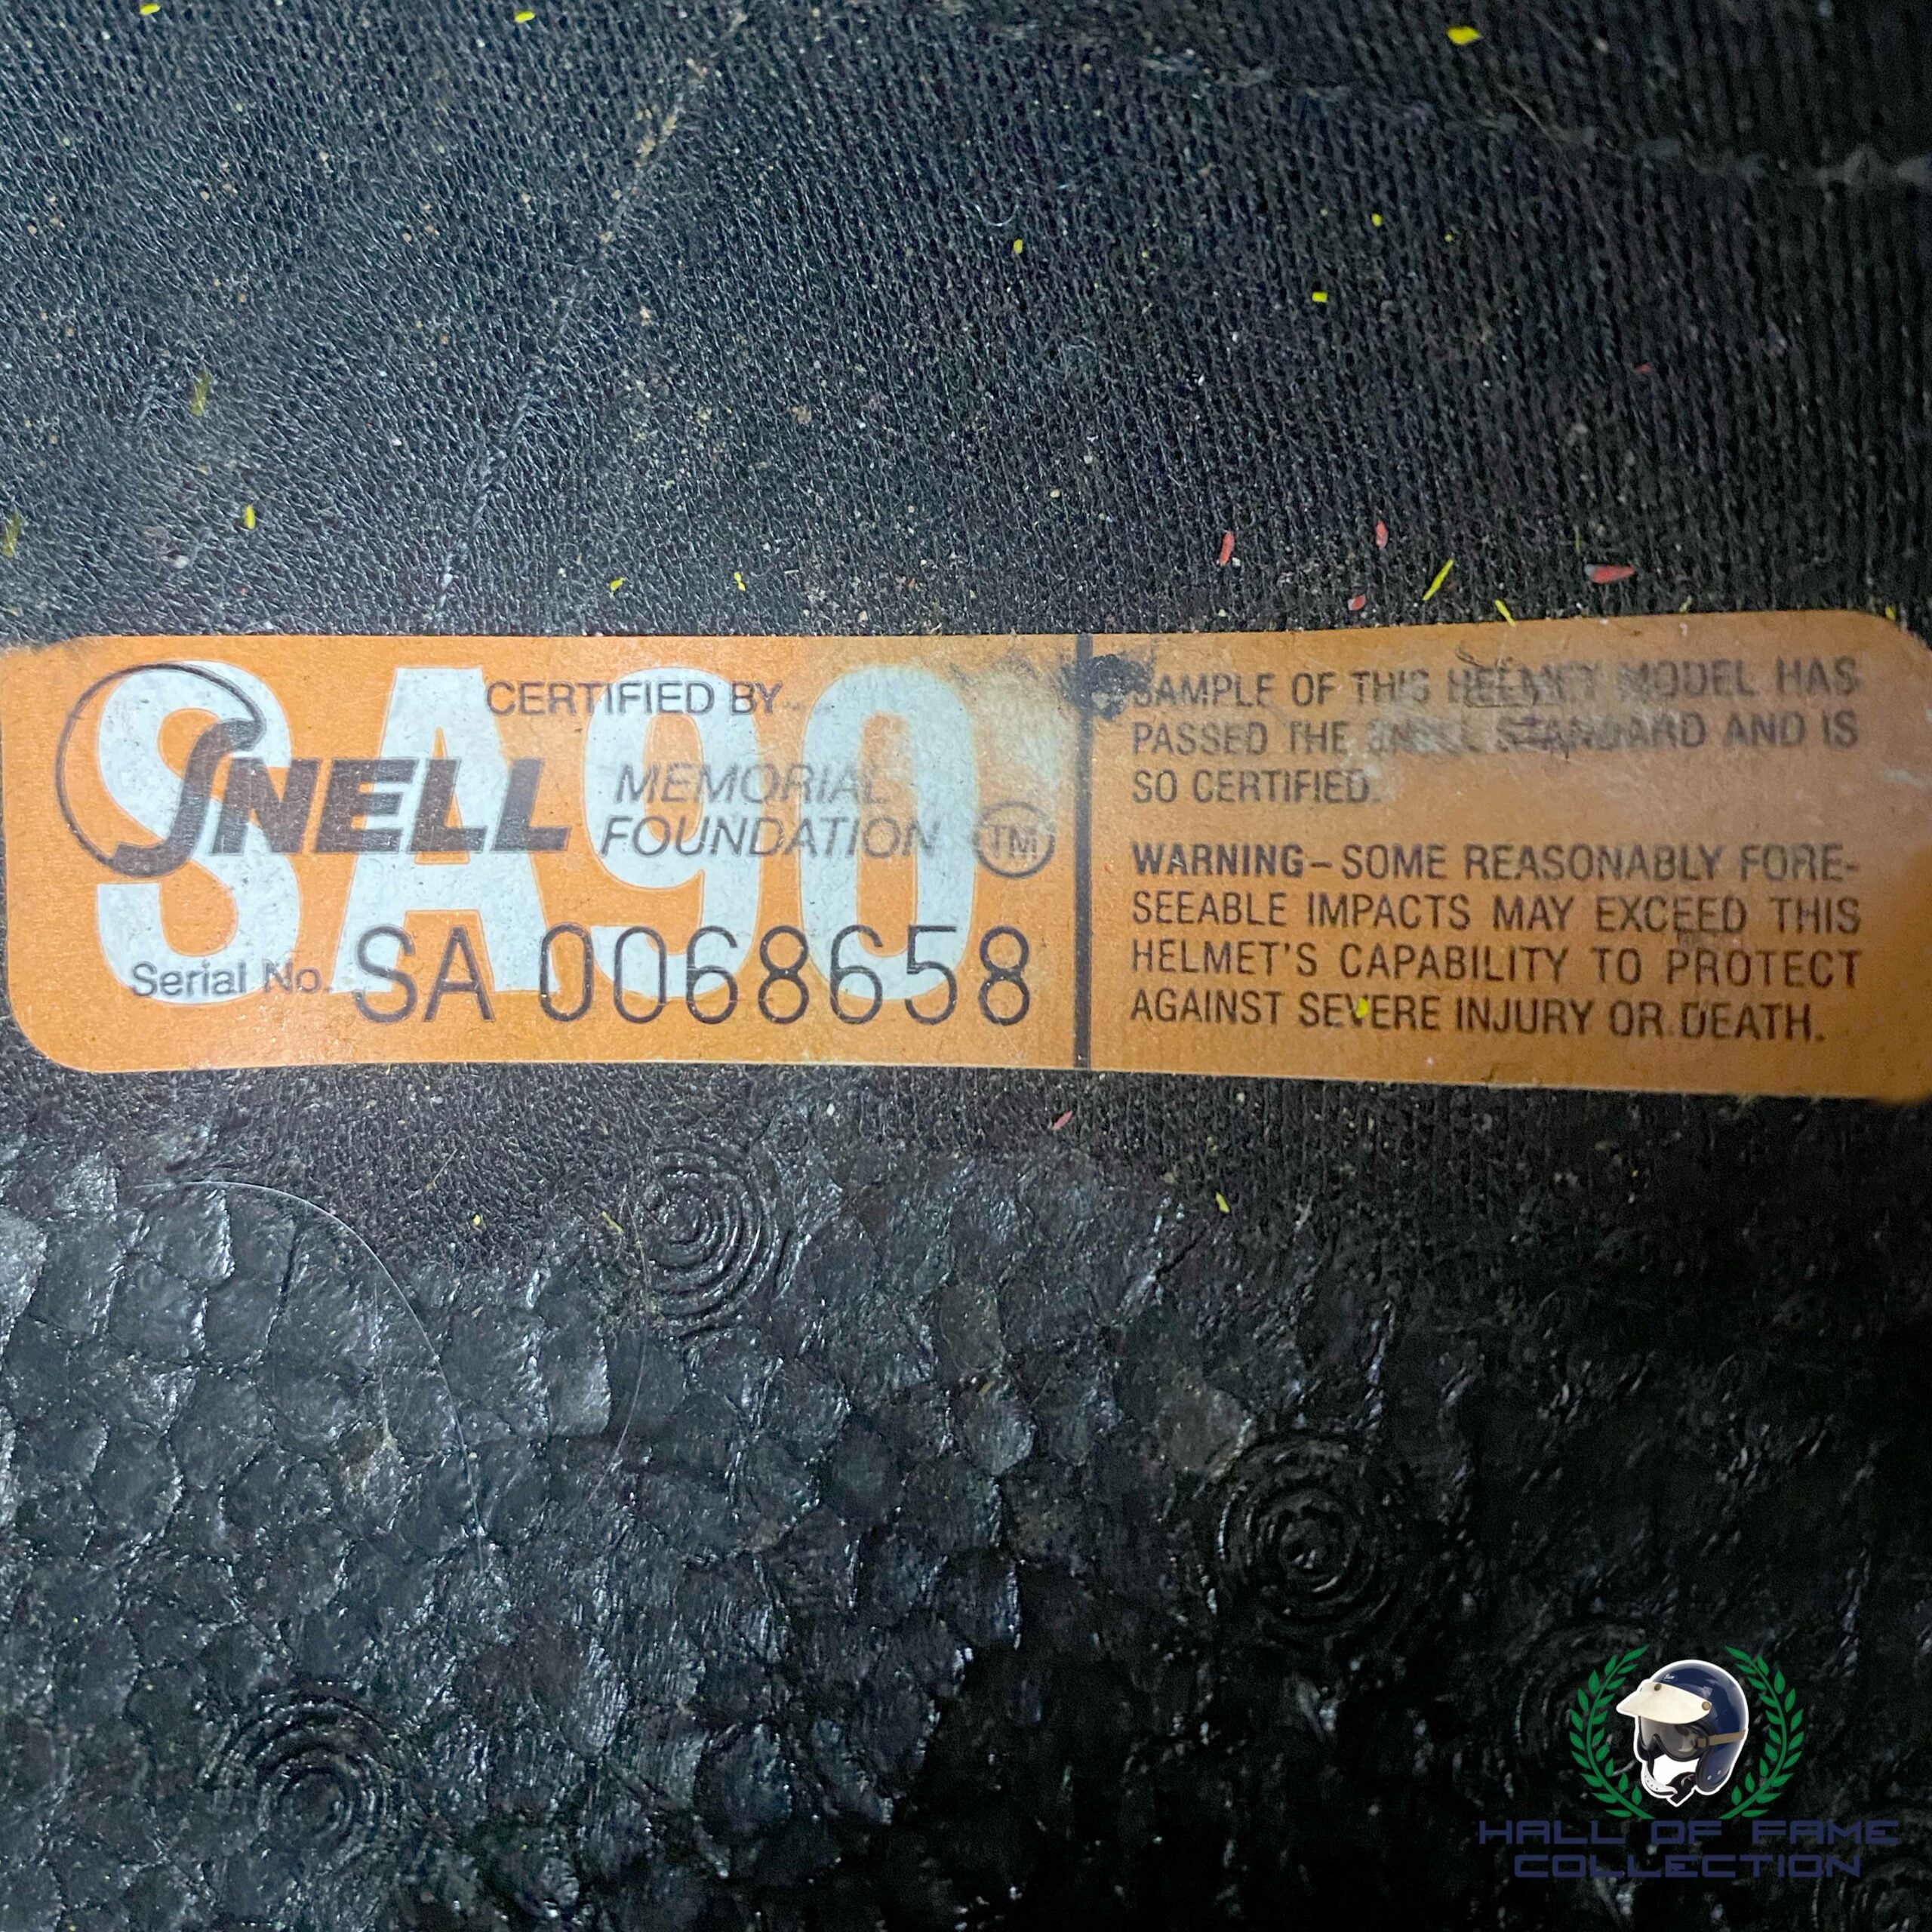 SA90
CERTIFIED BY
SNELL MEMORIAL
FOUNDATION TM
Serial No. SA 0068658
SAMPLE OF THIS HELMET MODEL HAS
PASSED THE SNELL STANDARD AND IS
SO CERTIFIED.
WARNING–SOME REASONABLY FORE-
SEEABLE IMPACTS MAY EXCEED THIS
HELMET'S CAPABILITY TO PROTECT
AGAINST SEVERE INJURY OR DEATH.
HALL OF FAME
COLLECTION